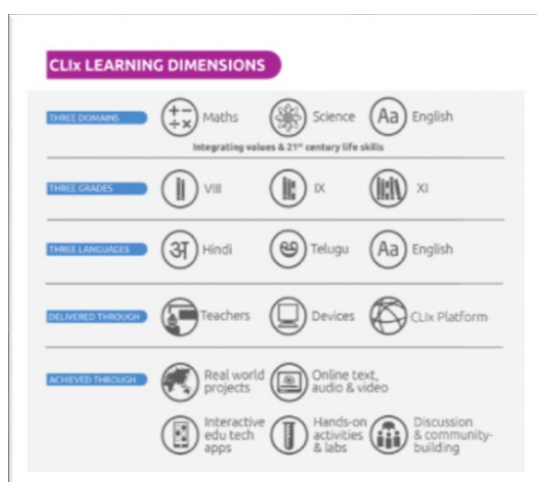 CLIx LEARNING DIMENSIONS
THREE DOMAINS
+ −
÷ ×
Maths
Science
Aa
English
Integrating values & 21st century life skills
THREE GRADES
VIII
IX
XI
THREE LANGUAGES
अ
Hindi
అ
Telugu
Aa
English
DELIVERED THROUGH
Teachers
Devices
CLIx Platform
ACHIEVED THROUGH
Real world
projects
Online text,
audio & video
Interactive
edu tech
apps
Hands-on
activities
& labs
Discussion
& community-
building